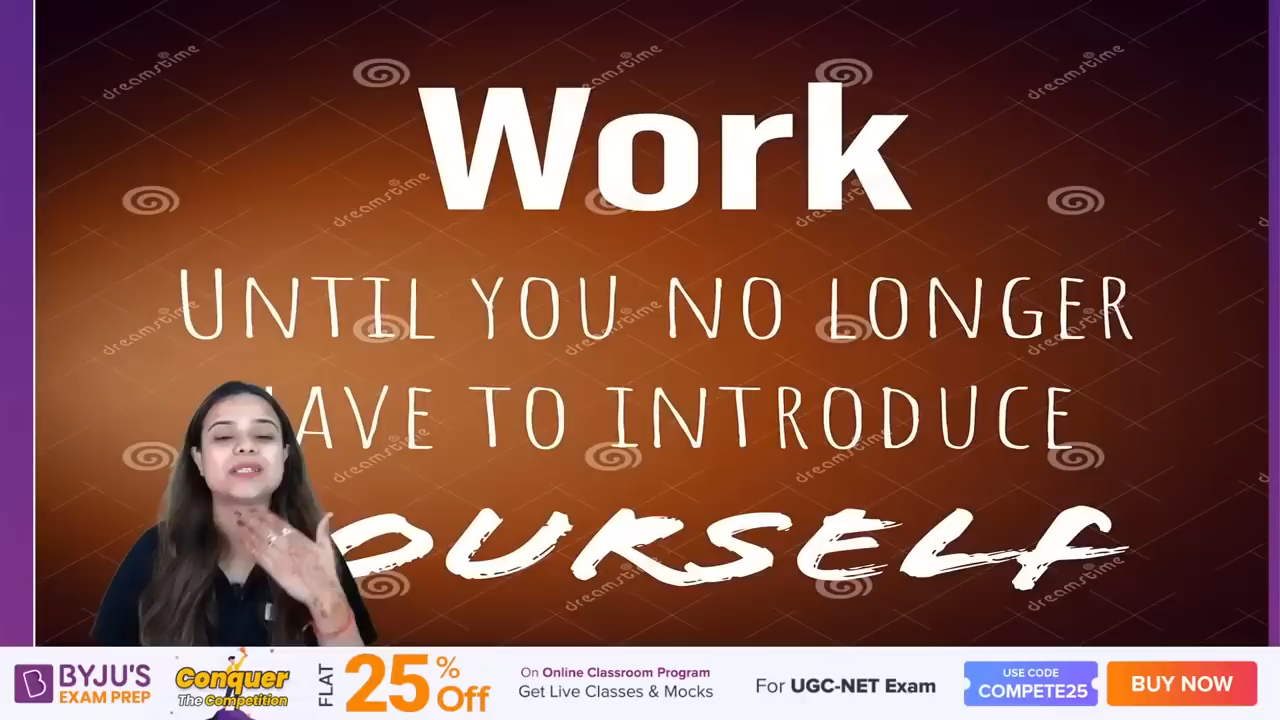 Work
UNTIL YOU NO LONGER
AVE TO INTRODUCE
OURSELF
dreamstime
BYJU'S
EXAM PREP
Conquer
The Competition
FLAT
25%
Off
On Online Classroom Program
Get Live Classes & Mocks
For UGC-NET Exam
USE CODE
COMPETE25
BUY NOW